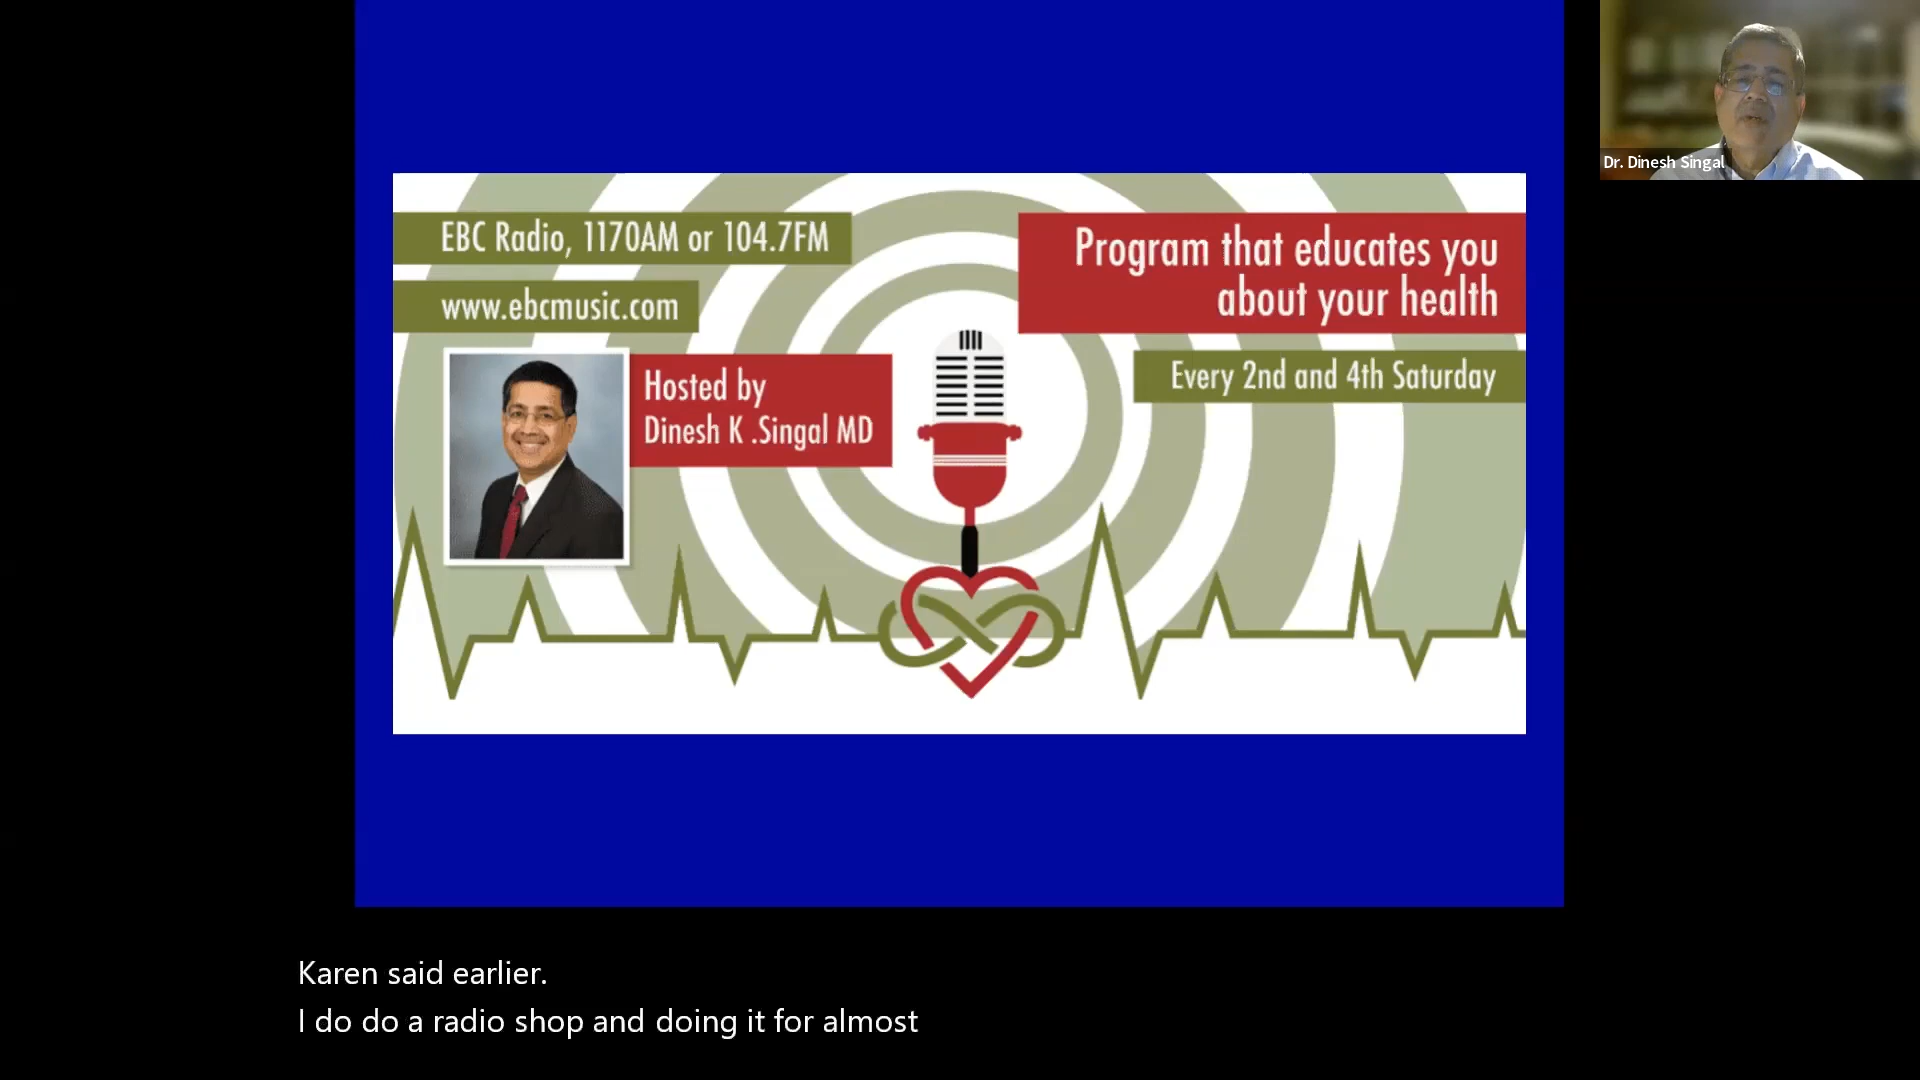 EBC Radio, 1170AM or 104.7FM
www.ebcmusic.com
Hosted by
Dinesh K .Singal MD
Program that educates you
about your health
Every 2nd and 4th Saturday
Dr. Dinesh Singal
Karen said earlier.
I do do a radio shop and doing it for almost